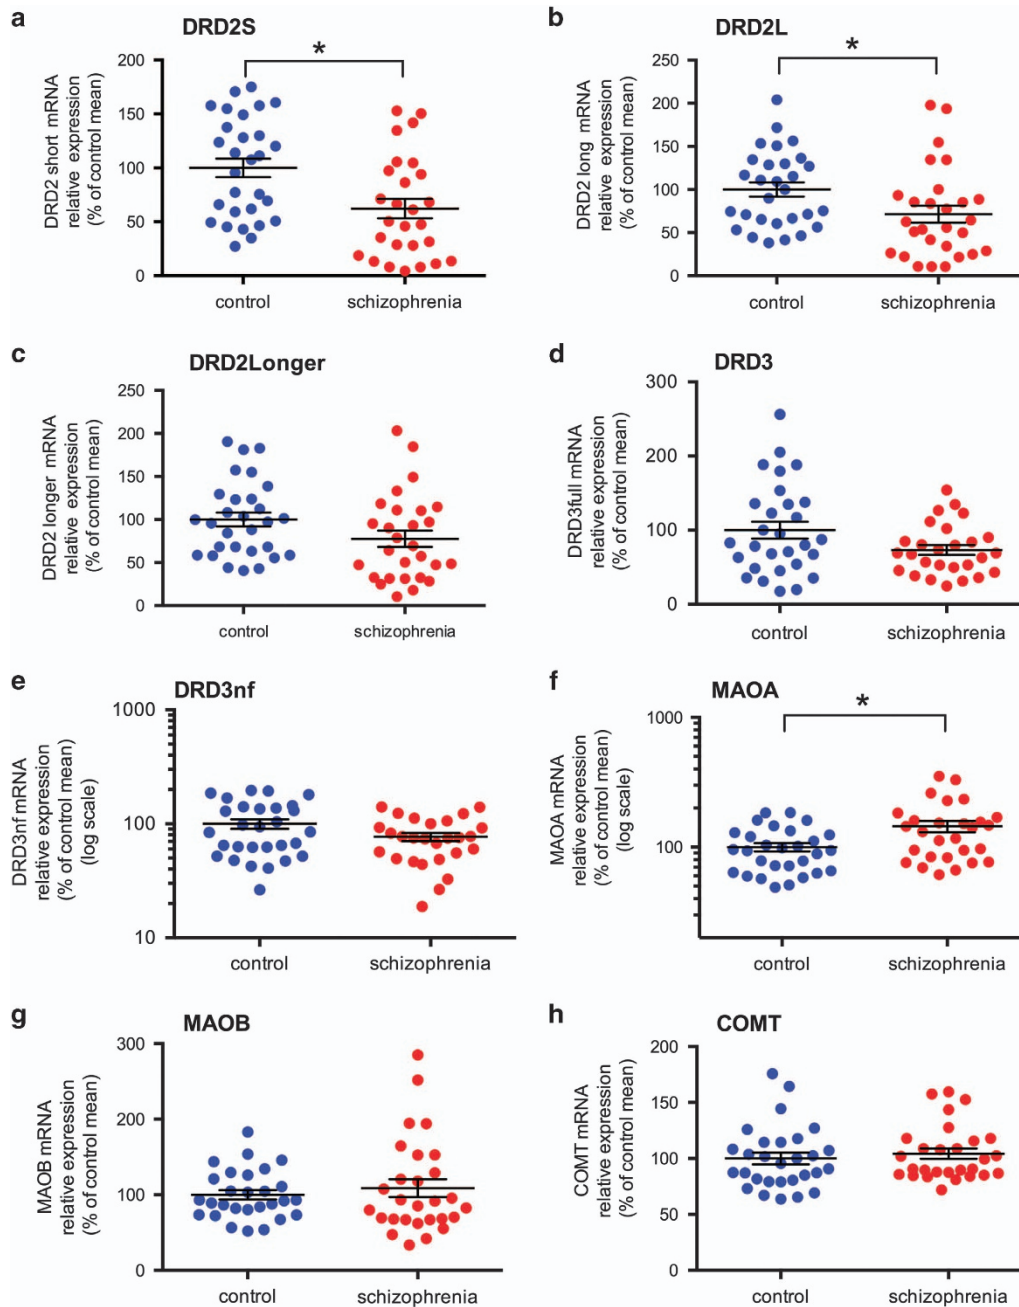 a
DRD2S
*
DRD2 short mRNA
relative expression
(% of control mean)
200
150
100
50
0
control
schizophrenia
b
DRD2L
*
DRD2 long mRNA
relative expression
(% of control mean)
250
200
150
100
50
0
control
schizophrenia
c
DRD2Longer
DRD2 longer mRNA
relative expression
(% of control mean)
250
200
150
100
50
0
control
schizophrenia
d
DRD3
DRD3full mRNA
relative expression
(% of control mean)
300
200
100
0
control
schizophrenia
e
DRD3nf
DRD3nf mRNA
relative expression
(% of control mean)
(log scale)
1000
100
10
control
schizophrenia
f
MAOA
*
MAOA mRNA
relative expression
(% of control mean)
(log scale)
1000
100
control
schizophrenia
g
MAOB
MAOB mRNA
relative expression
(% of control mean)
300
200
100
0
control
schizophrenia
h
COMT
COMT mRNA
relative expression
(% of control mean)
200
150
100
50
0
control
schizophrenia